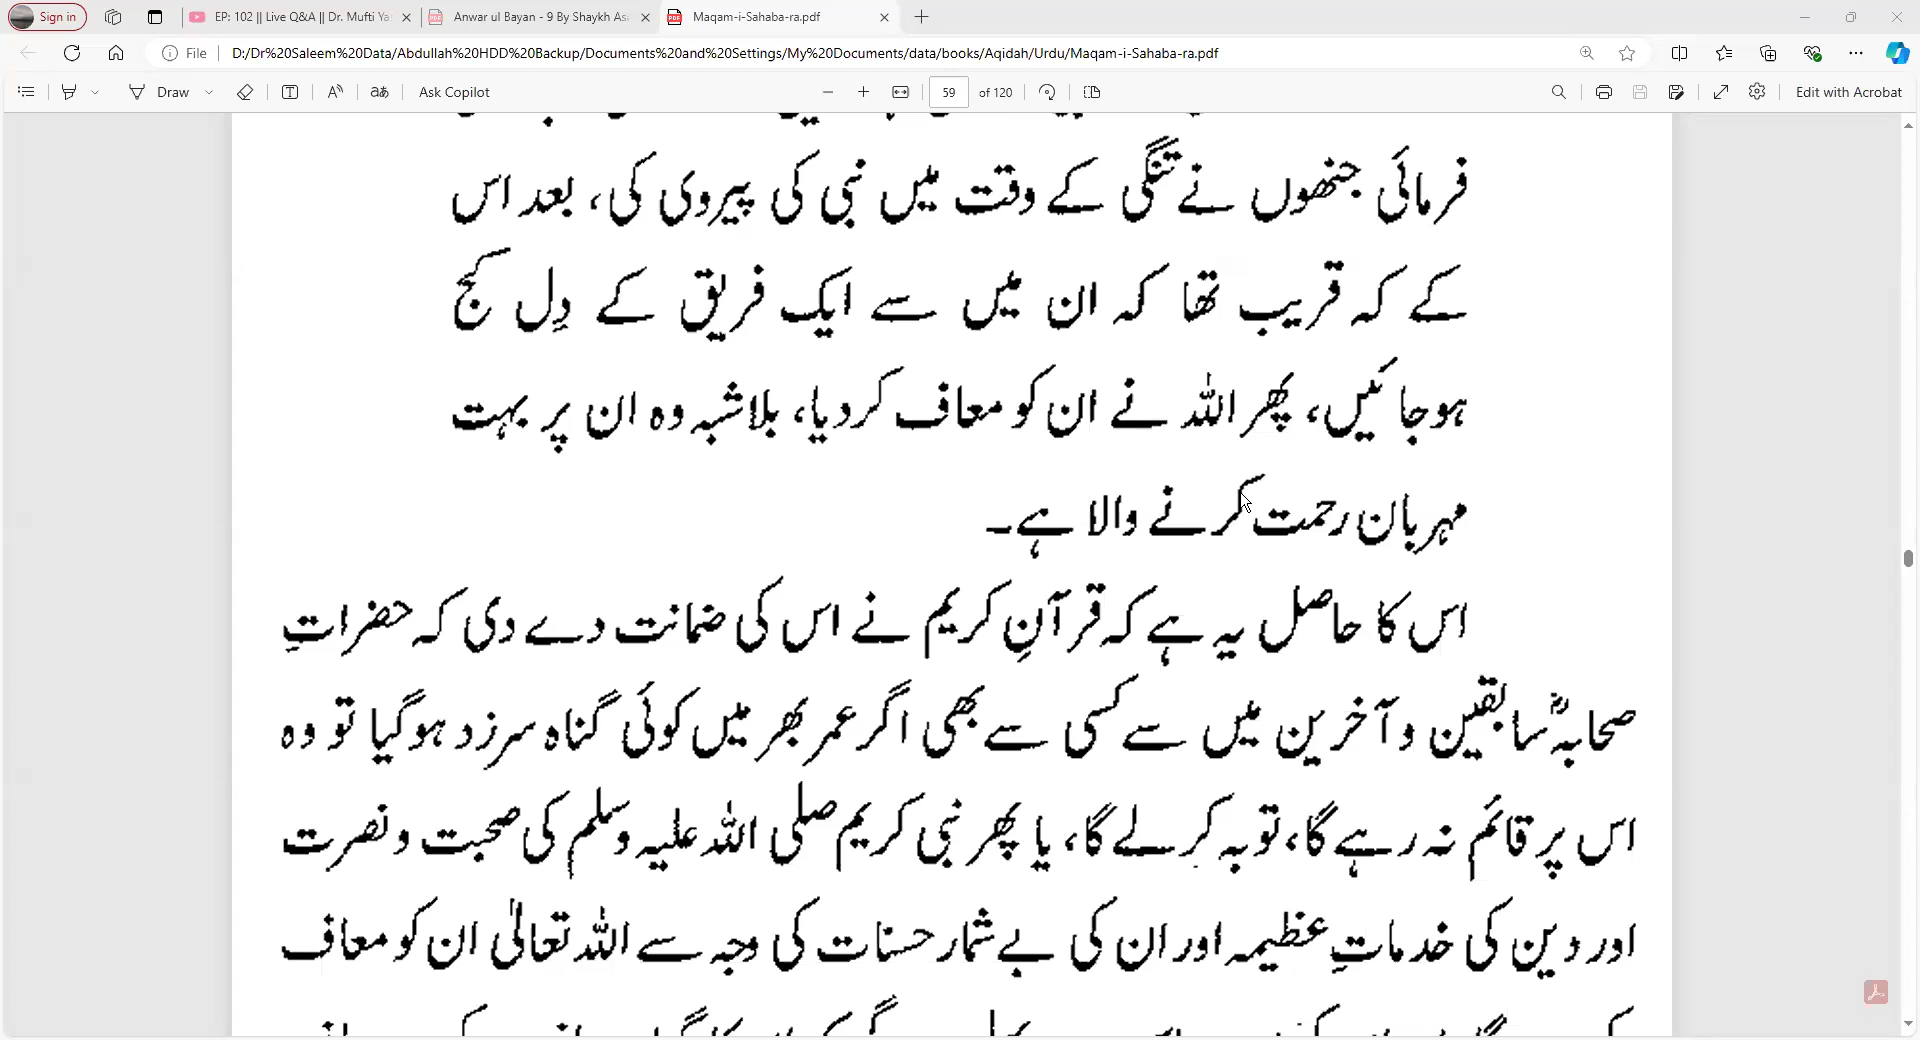 Sign in
EP: 102 || Live Q&A || Dr. Mufti Ya
Anwar ul Bayan - 9 By Shaykh As
Maqam-i-Sahaba-ra.pdf
File
D:/Dr%20Saleem%20Data/Abdullah%20HDD%20Backup/Documents%20and%20Settings/My%20Documents/data/books/Aqidah/Urdu/Maqam-i-Sahaba-ra.pdf
Draw
Ask Copilot
59 of 120
Edit with Acrobat
فرمائی جنھوں نے تنگی کے وقت میں نبی کی پیروی کی، بعد اس
کے کہ قریب تھا کہ ان میں سے ایک فریق کے دِل کج
ہوجائیں، پھر اللہ نے ان کو معاف کردیا، بلاشبہ وہ ان پر بہت
مہربان رحمت کرنے والا ہے۔
اس کا حاصل یہ ہے کہ قرآنِ کریم نے اس کی ضمانت دے دی کہ حضراتِ
صحابہؓ سابقین و آخرین میں سے کسی سے بھی اگر عمر بھر میں کوئی گناہ سرزد ہوگیا تو وہ
اس پر قائم نہ رہے گا، توبہ کرلے گا، یا پھر نبی کریم صلی اللہ علیہ وسلم کی صحبت و نصرت
اور دین کی خدماتِ عظیمہ اور ان کی بے شمار حسنات کی وجہ سے اللہ تعالیٰ ان کو معاف